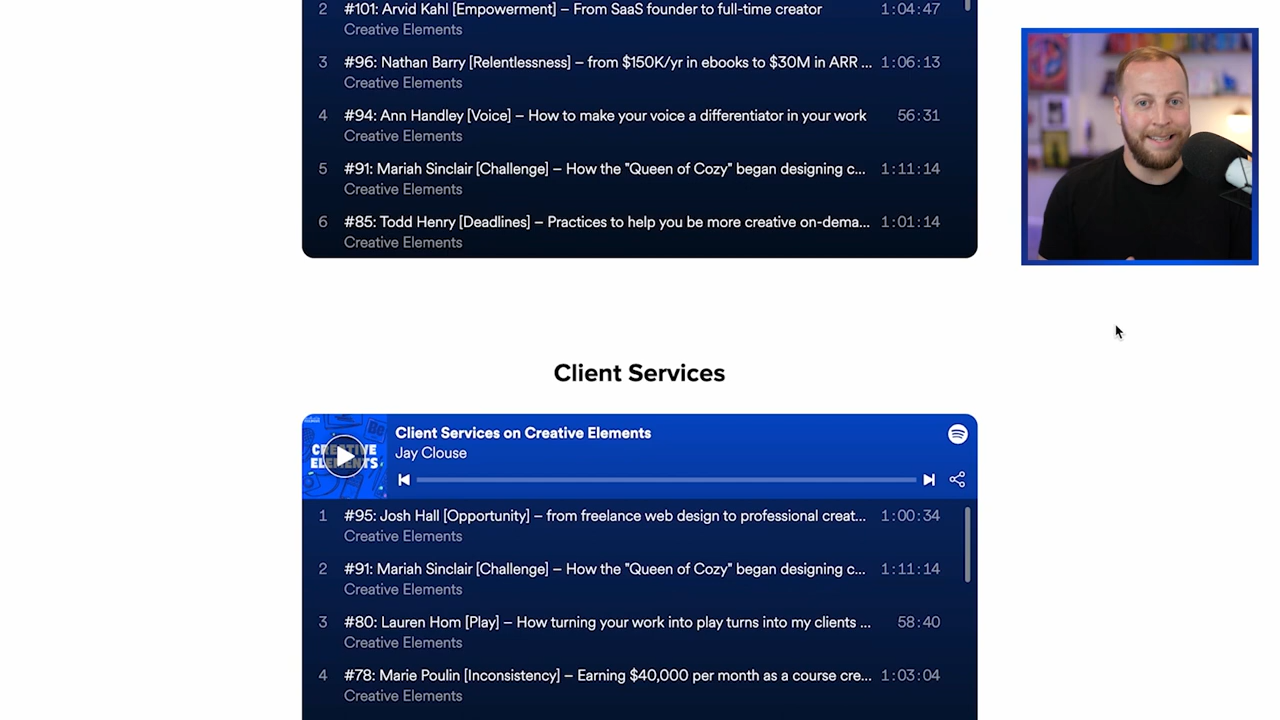 2 #101: Arvid Kahl [Empowerment] – From SaaS founder to full-time creator 1:04:47
Creative Elements
3 #96: Nathan Barry [Relentlessness] – from $150K/yr in ebooks to $30M in ARR ... 1:06:13
Creative Elements
4 #94: Ann Handley [Voice] – How to make your voice a differentiator in your work 56:31
Creative Elements
5 #91: Mariah Sinclair [Challenge] – How the "Queen of Cozy" began designing c... 1:11:14
Creative Elements
6 #85: Todd Henry [Deadlines] – Practices to help you be more creative on-dema... 1:01:14
Creative Elements
Client Services
CREATIVE
ELEMENTS
Client Services on Creative Elements
Jay Clouse
1 #95: Josh Hall [Opportunity] – from freelance web design to professional creat... 1:00:34
Creative Elements
2 #91: Mariah Sinclair [Challenge] – How the "Queen of Cozy" began designing c... 1:11:14
Creative Elements
3 #80: Lauren Hom [Play] – How turning your work into play turns into my clients ... 58:40
Creative Elements
4 #78: Marie Poulin [Inconsistency] – Earning $40,000 per month as a course cre... 1:03:04
Creative Elements